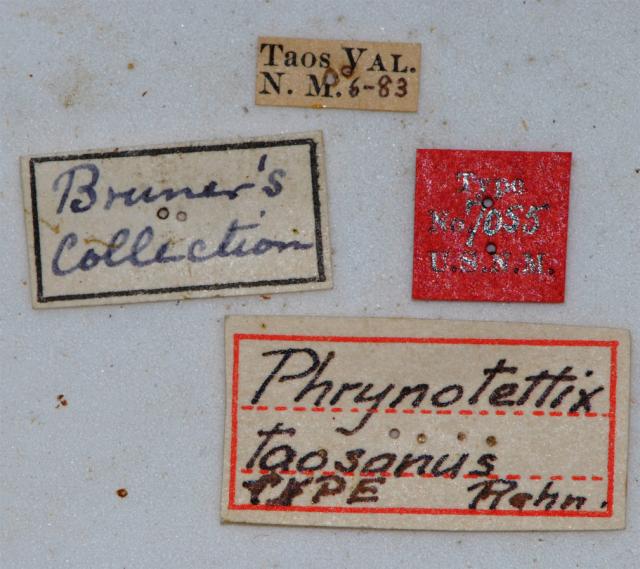 Taos VAL.
N. M. 6-83
Bruner's
Collection
Type
No. 7055
U.S.N.M.
Phrynotettix
taosanus
TYPE Rehn.